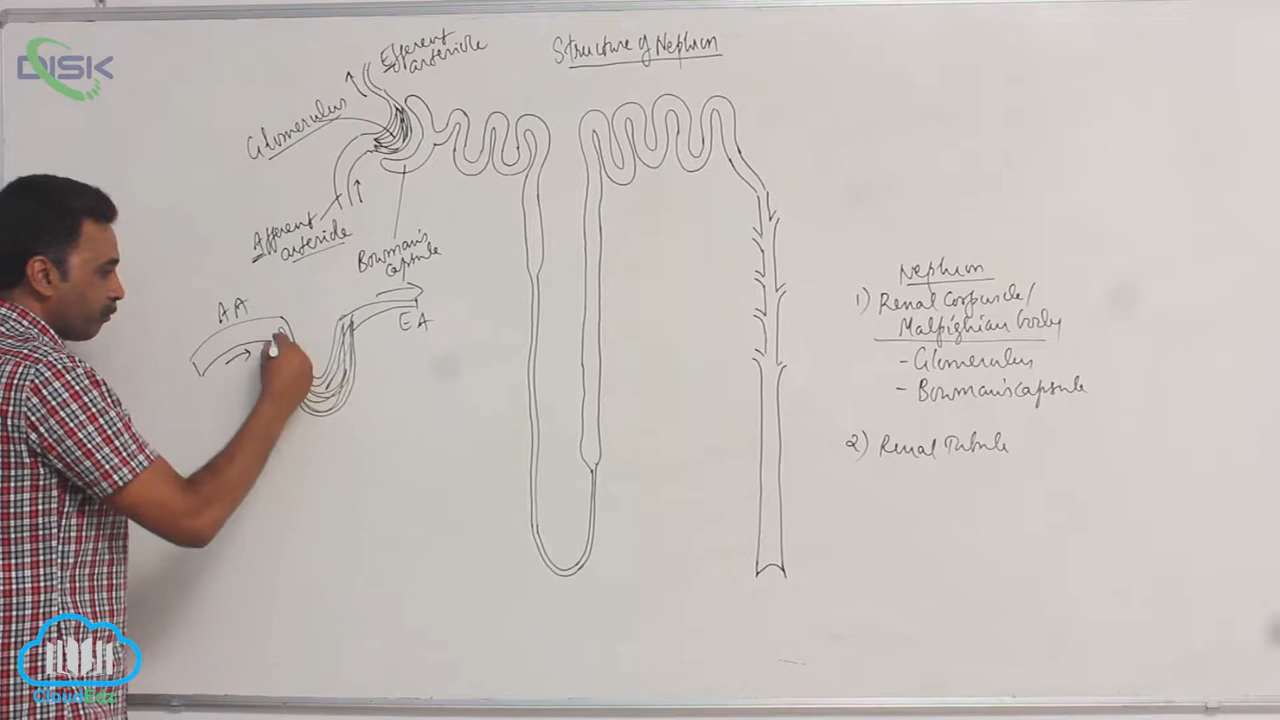 DISK
Structure of Nephron
Efferent
arteriole
Glomerulus
Afferent
arteriole
Bowman's
capsule
AA
EA
Nephron
1) Renal Corpuscle/
Malpighian body
- Glomerulus
- Bowman's capsule
2) Renal Tubule
CloudEdz